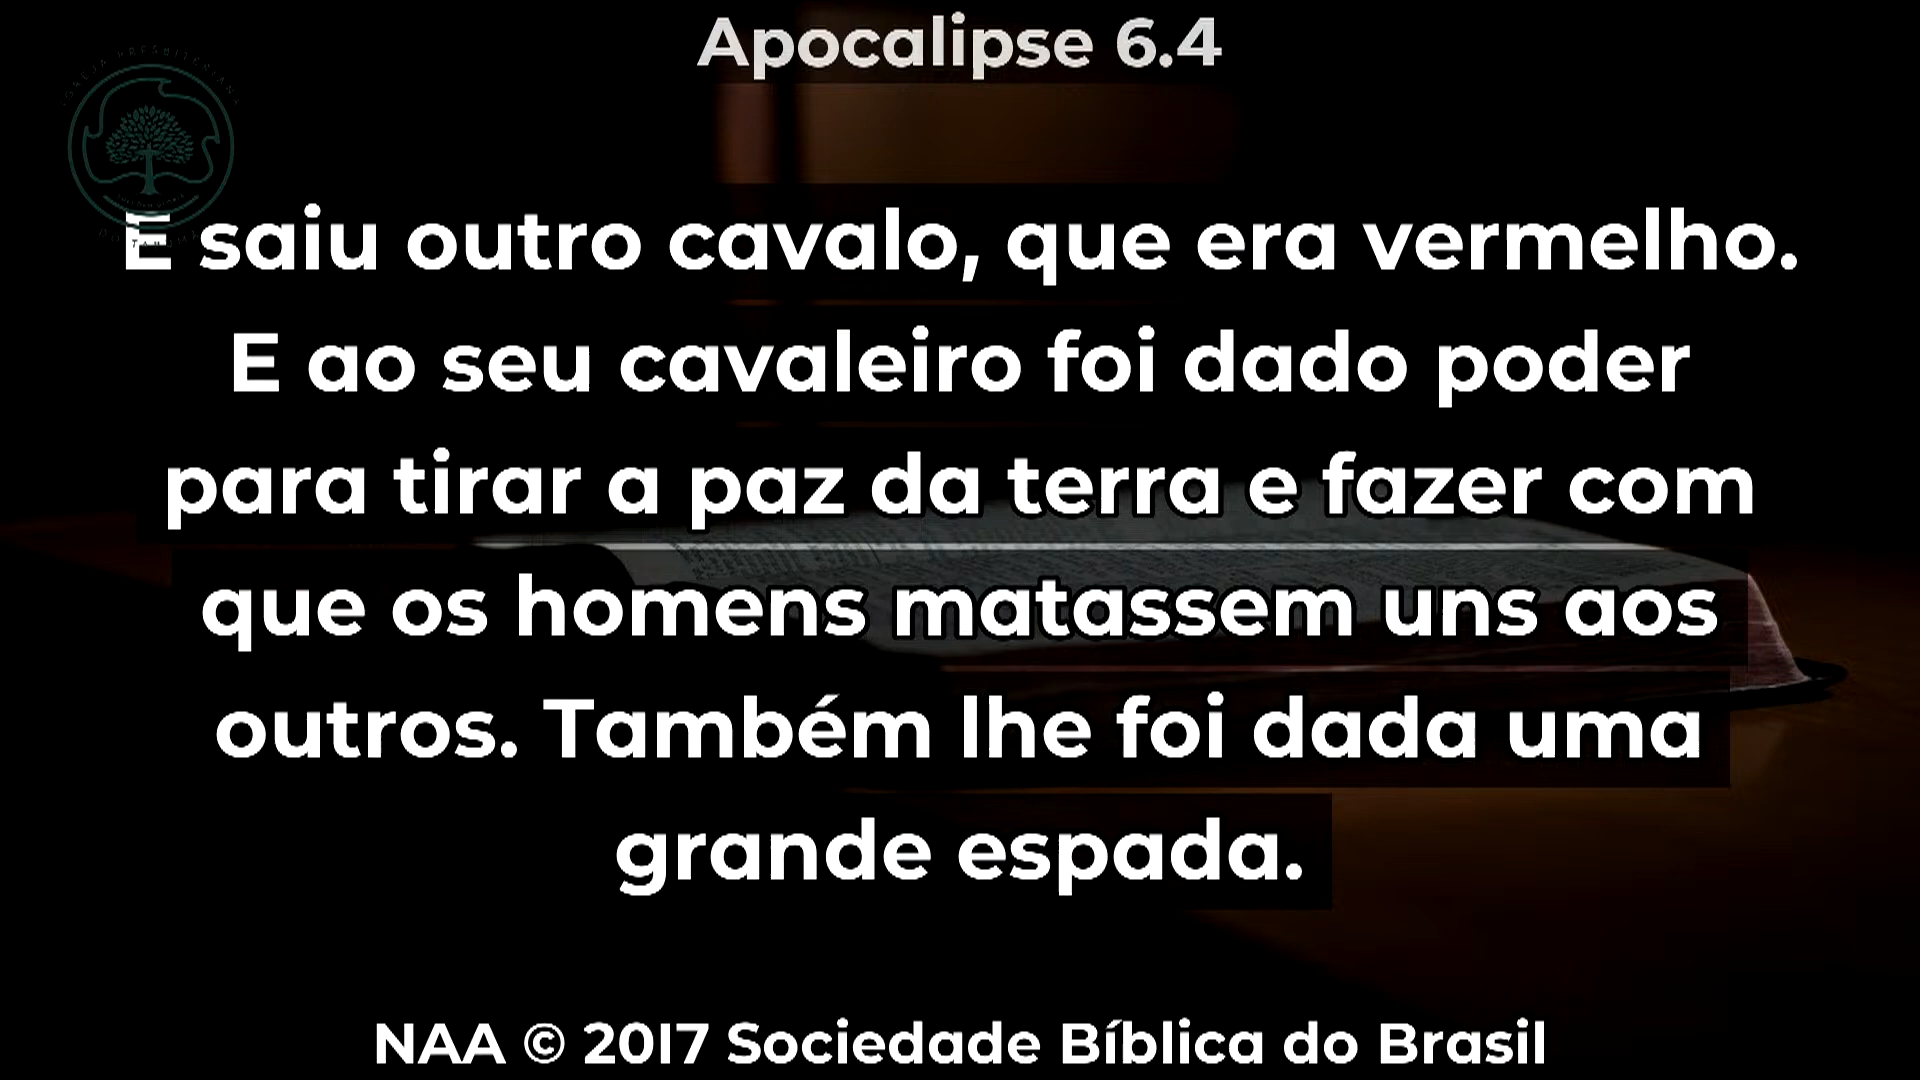 Apocalipse 6.4
E saiu outro cavalo, que era vermelho.
E ao seu cavaleiro foi dado poder
para tirar a paz da terra e fazer com
que os homens matassem uns aos
outros. Também lhe foi dada uma
grande espada.
NAA © 2017 Sociedade Bíblica do Brasil